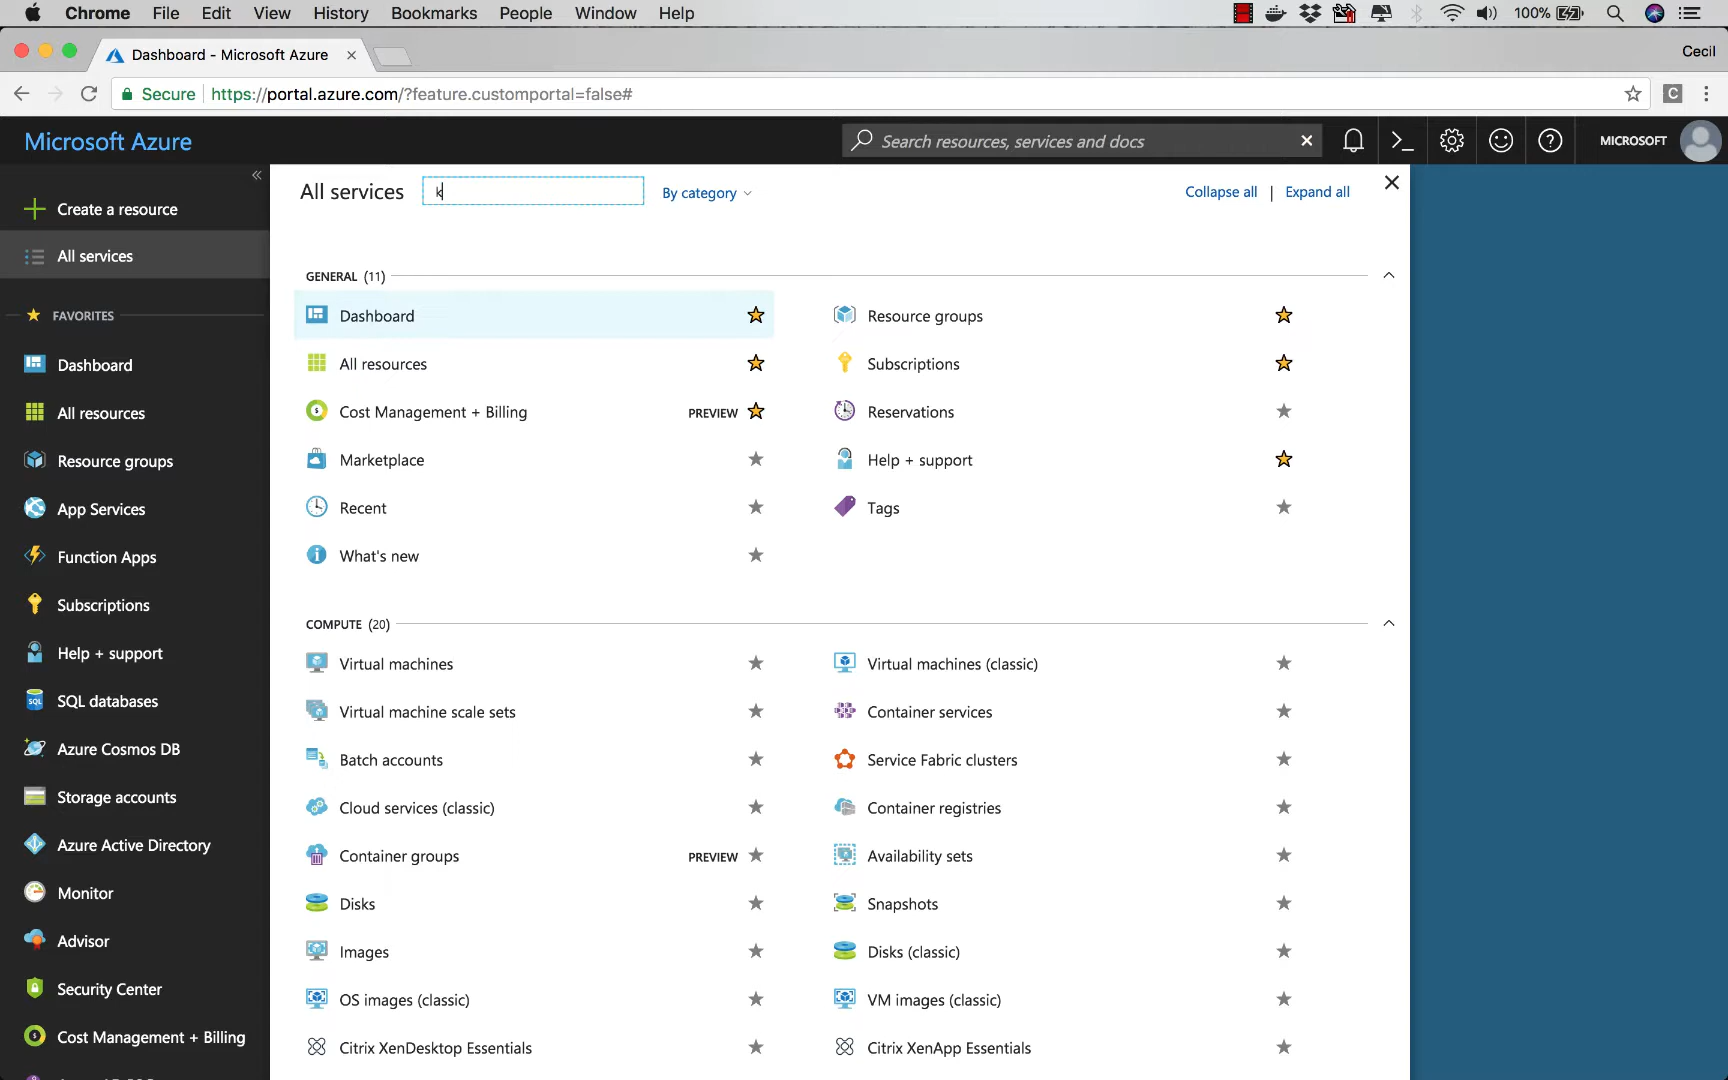 Chrome File Edit View History Bookmarks People Window Help 100%
Dashboard - Microsoft Azure Cecil
Secure https://portal.azure.com/?feature.customportal=false# C
Microsoft Azure Search resources, services and docs MICROSOFT
Create a resource
All services
FAVORITES
Dashboard
All resources
Resource groups
App Services
Function Apps
Subscriptions
Help + support
SQL databases
Azure Cosmos DB
Storage accounts
Azure Active Directory
Monitor
Advisor
Security Center
Cost Management + Billing
All services k By category Collapse all | Expand all
GENERAL (11)
Dashboard Resource groups
All resources Subscriptions
Cost Management + Billing PREVIEW Reservations
Marketplace Help + support
Recent Tags
What's new
COMPUTE (20)
Virtual machines Virtual machines (classic)
Virtual machine scale sets Container services
Batch accounts Service Fabric clusters
Cloud services (classic) Container registries
Container groups PREVIEW Availability sets
Disks Snapshots
Images Disks (classic)
OS images (classic) VM images (classic)
Citrix XenDesktop Essentials Citrix XenApp Essentials